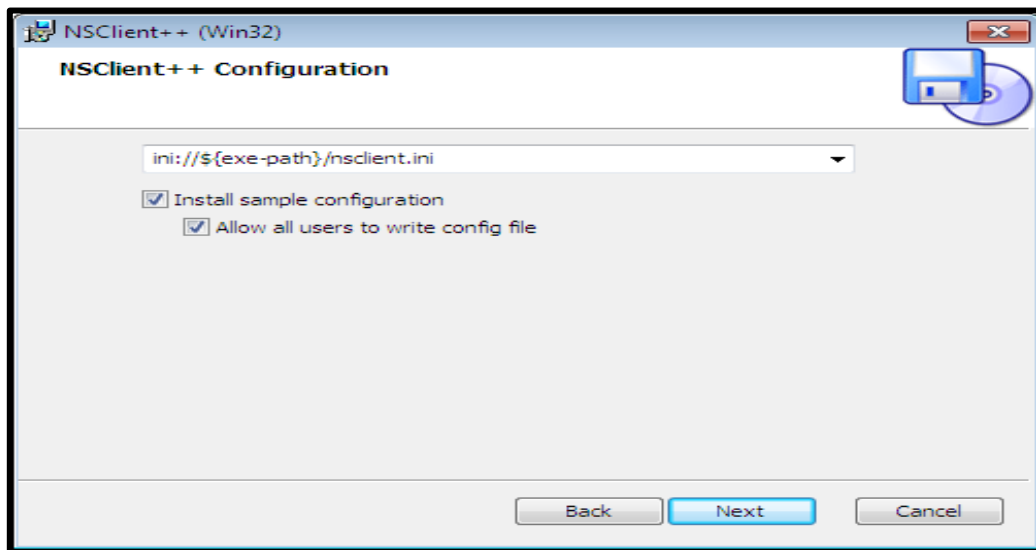 NSClient++ (Win32)
NSClient++ Configuration
ini://${exe-path}/nsclient.ini
Install sample configuration
Allow all users to write config file
Back Next Cancel